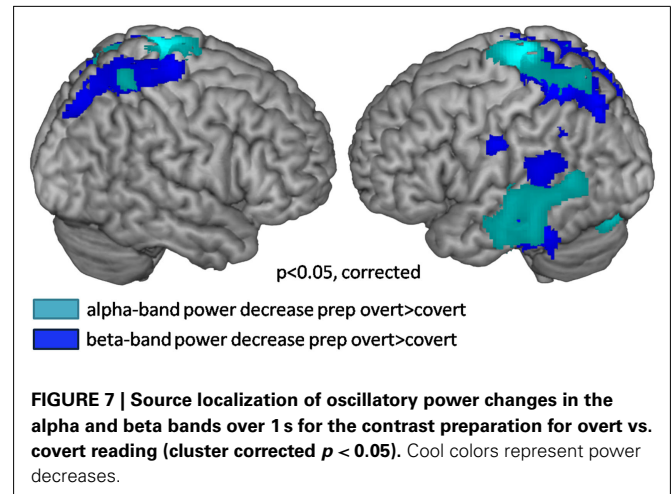 p<0.05, corrected
alpha-band power decrease prep overt>covert
beta-band power decrease prep overt>covert
FIGURE 7 | Source localization of oscillatory power changes in the
alpha and beta bands over 1 s for the contrast preparation for overt vs.
covert reading (cluster corrected p < 0.05). Cool colors represent power
decreases.